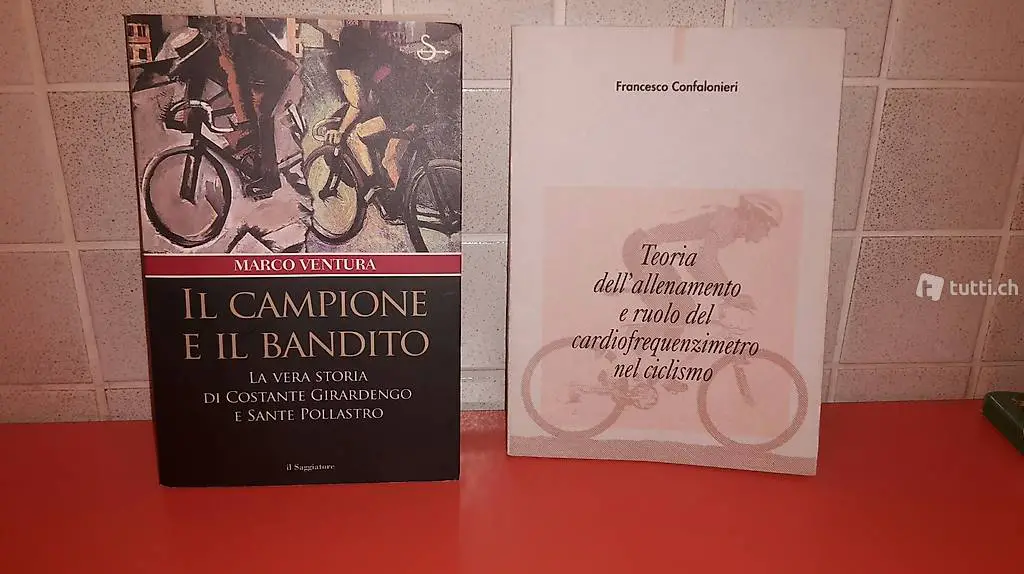 MARCO VENTURA
IL CAMPIONE
E IL BANDITO
LA VERA STORIA
DI COSTANTE GIRARDENGO
E SANTE POLLASTRO
il Saggiatore
Francesco Confalonieri
Teoria
dell'allenamento
e ruolo del
cardiofrequenzimetro
nel ciclismo
tutti.ch